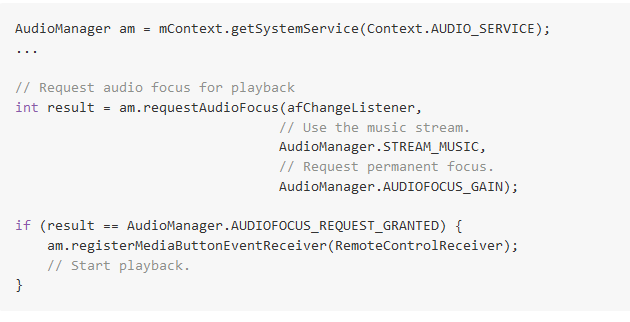 AudioManager am = mContext.getSystemService(Context.AUDIO_SERVICE);
...
// Request audio focus for playback
int result = am.requestAudioFocus(afChangeListener,
// Use the music stream.
AudioManager.STREAM_MUSIC,
// Request permanent focus.
AudioManager.AUDIOFOCUS_GAIN);
if (result == AudioManager.AUDIOFOCUS_REQUEST_GRANTED) {
am.registerMediaButtonEventReceiver(RemoteControlReceiver);
// Start playback.
}